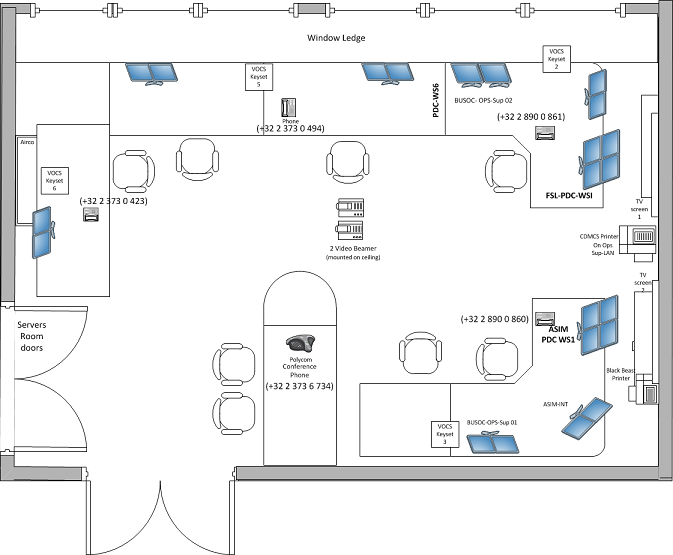 Window Ledge
VOCS
Keyset
2
VOCS
Keyset
5
PDC-WS6
BUSOC- OPS-Sup 02
Phone
(+32 2 373 0 494)
(+32 2 890 0 861)
Airco
VOCS
Keyset
6
(+32 2 373 0 423)
FSL-PDC-WSI
TV
screen
1
2 Video Beamer
(mounted on ceiling)
CDMCS Printer
On Ops
Sup-LAN
TV
screen
2
Servers
Room
doors
(+32 2 890 0 860)
ASIM
PDC WS1
Polycom
Conference
Phone
(+32 2 373 6 734)
Black Beast
Printer
ASIM-INT
VOCS
Keyset
3
BUSOC-OPS-Sup 01